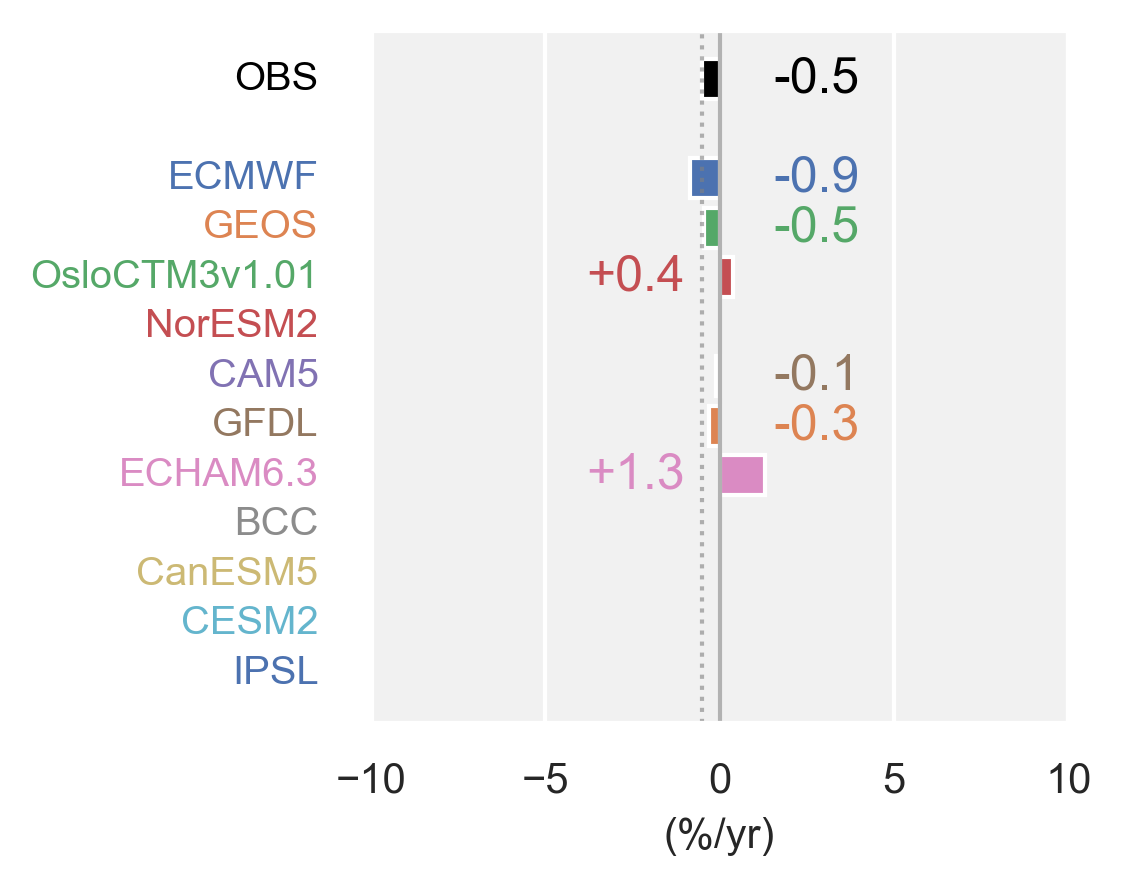 OBS -0.5
ECMWF -0.9
GEOS -0.5
OsloCTM3v1.01 +0.4
NorESM2
CAM5 -0.1
GFDL -0.3
ECHAM6.3 +1.3
BCC
CanESM5
CESM2
IPSL
−10 −5 0 5 10
(%/yr)